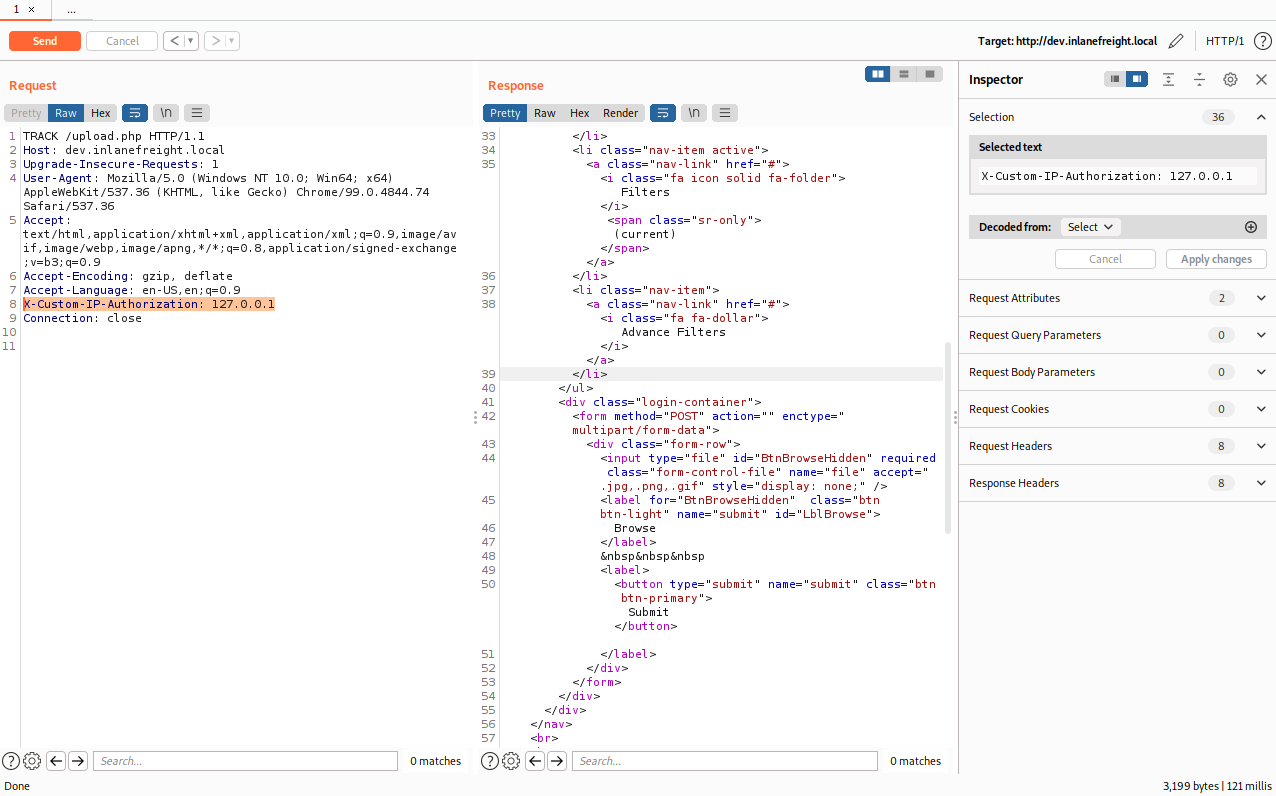 1 ×
...
Send
Cancel
< ▼
> ▼
Target: http://dev.inlanefreight.local
HTTP/1
?
Request
Pretty Raw Hex \n
1 TRACK /upload.php HTTP/1.1
2 Host: dev.inlanefreight.local
3 Upgrade-Insecure-Requests: 1
4 User-Agent: Mozilla/5.0 (Windows NT 10.0; Win64; x64)
AppleWebKit/537.36 (KHTML, like Gecko) Chrome/99.0.4844.74
Safari/537.36
5 Accept:
text/html,application/xhtml+xml,application/xml;q=0.9,image/av
if,image/webp,image/apng,*/*;q=0.8,application/signed-exchange
;v=b3;q=0.9
6 Accept-Encoding: gzip, deflate
7 Accept-Language: en-US,en;q=0.9
8 X-Custom-IP-Authorization: 127.0.0.1
9 Connection: close
10
11
? Search... 0 matches
Response
Pretty Raw Hex Render \n
33 </li>
34 <li class="nav-item active">
35 <a class="nav-link" href="#">
<i class="fa icon solid fa-folder">
Filters
</i>
<span class="sr-only">
(current)
</span>
</a>
36 </li>
37 <li class="nav-item">
38 <a class="nav-link" href="#">
<i class="fa fa-dollar">
Advance Filters
</i>
</a>
39 </li>
40 </ul>
41 <div class="login-container">
42 <form method="POST" action="" enctype="
multipart/form-data">
43 <div class="form-row">
44 <input type="file" id="BtnBrowseHidden" required
class="form-control-file" name="file" accept="
.jpg,.png,.gif" style="display: none;" />
45 <label for="BtnBrowseHidden" class="btn
btn-light" name="submit" id="LblBrowse">
46 Browse
47 </label>
48 &nbsp&nbsp&nbsp
49 <label>
50 <button type="submit" name="submit" class="btn
btn-primary">
Submit
</button>
51 </label>
52 </div>
53 </form>
54 </div>
55 </div>
56 </nav>
57 <br>
? Search... 0 matches
Inspector
Selection 36
Selected text
X-Custom-IP-Authorization: 127.0.0.1
Decoded from: Select
Cancel
Apply changes
Request Attributes 2
Request Query Parameters 0
Request Body Parameters 0
Request Cookies 0
Request Headers 8
Response Headers 8
Done
3,199 bytes | 121 millis